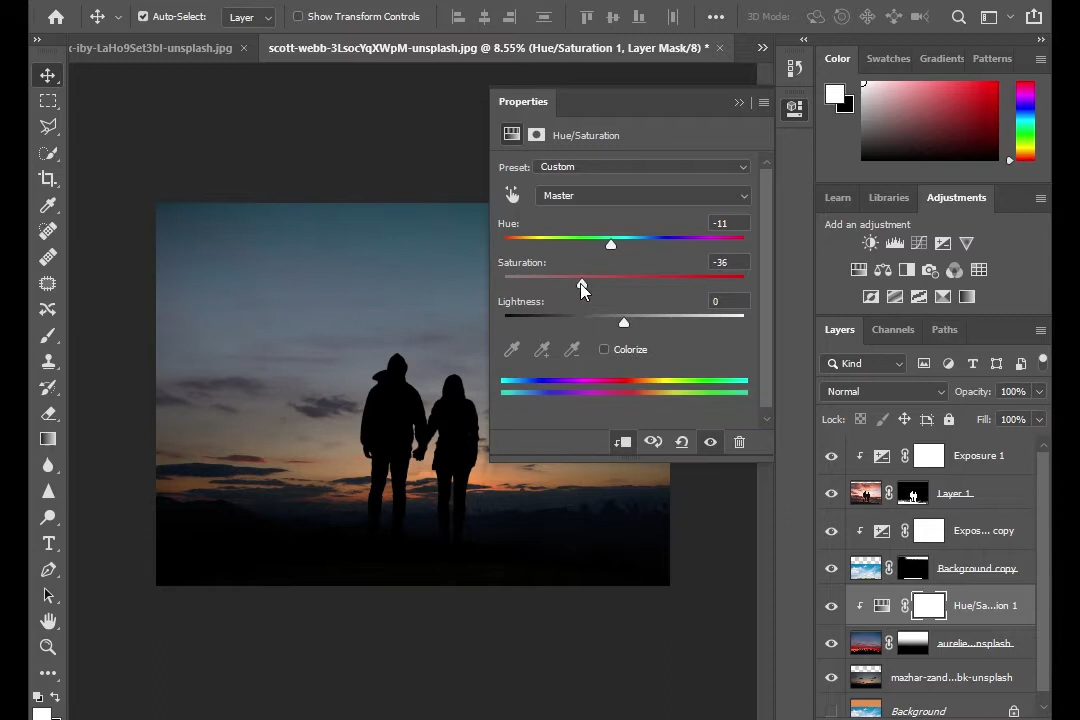 Auto-Select: Layer Show Transform Controls 3D Mode:
x-iby-LaHo9Set3bl-unsplash.jpg × scott-webb-3LsocYqXWpM-unsplash.jpg @ 8.55% (Hue/Saturation 1, Layer Mask/8) * ×
Properties
Hue/Saturation
Preset: Custom
Master
Hue: -11
Saturation: -36
Lightness: 0
Colorize
Color Swatches Gradients Patterns
Learn Libraries Adjustments
Add an adjustment
Layers Channels Paths
Kind
Normal Opacity: 100%
Lock: Fill: 100%
Exposure 1
Layer 1
Expos... copy
Background copy
Hue/Sa...ion 1
aurelie...nsplash
mazhar-zand...bk-unsplash
Background